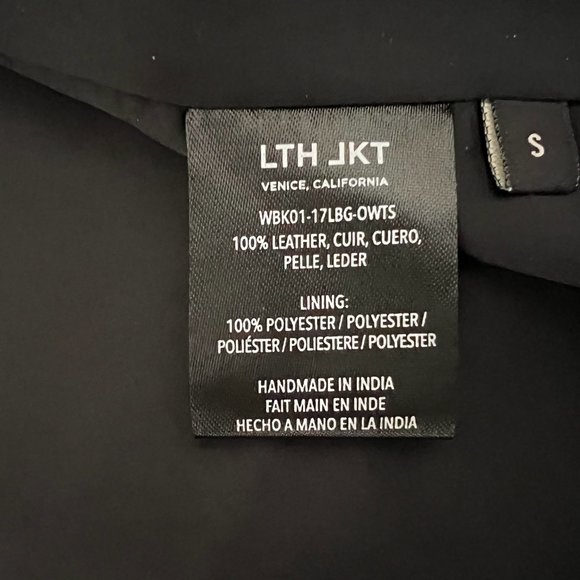 LTH JKT
VENICE, CALIFORNIA
WBK01-17LBG-OWTS
100% LEATHER, CUIR, CUERO,
PELLE, LEDER
LINING:
100% POLYESTER / POLYESTER /
POLIÉSTER / POLIESTERE / POLYESTER
HANDMADE IN INDIA
FAIT MAIN EN INDE
HECHO A MANO EN LA INDIA
S